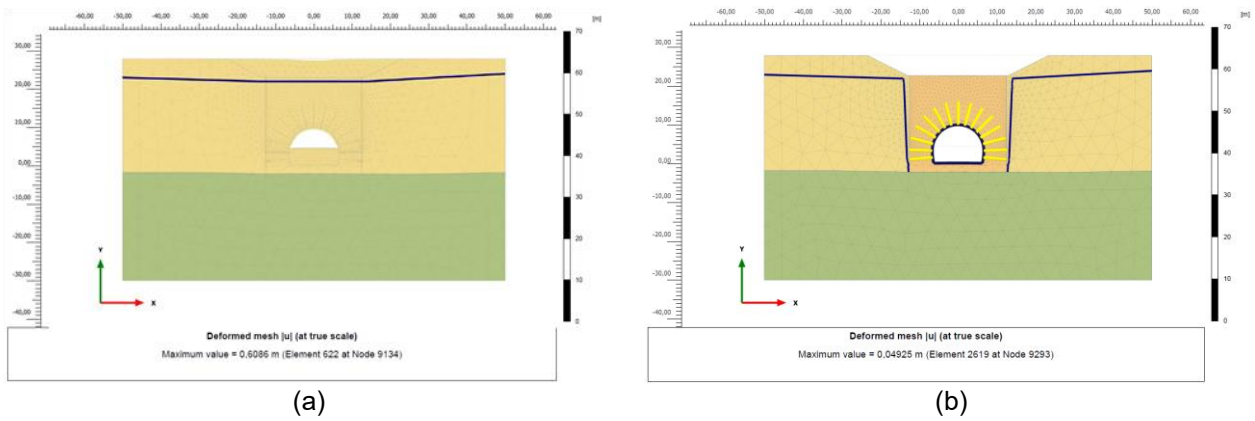 -60,00 -50,00 -40,00 -30,00 -20,00 -10,00 0,00 10,00 20,00 30,00 40,00 50,00 60,00
[m]
70
30,00
60
20,00
50
10,00
40
0,00
30
-10,00
20
-20,00
Y
X
-30,00
10
-40,00
0
Deformed mesh |u| (at true scale)
Maximum value = 0,6086 m (Element 622 at Node 9134)
(a)
-50,00 -40,00 -30,00 -20,00 -10,00 0,00 10,00 20,00 30,00 40,00 50,00 60,00
[m]
70
30,00
60
20,00
50
10,00
40
0,00
30
-10,00
20
-20,00
Y
X
-30,00
10
-40,00
0
Deformed mesh |u| (at true scale)
Maximum value = 0,04925 m (Element 2619 at Node 9293)
(b)